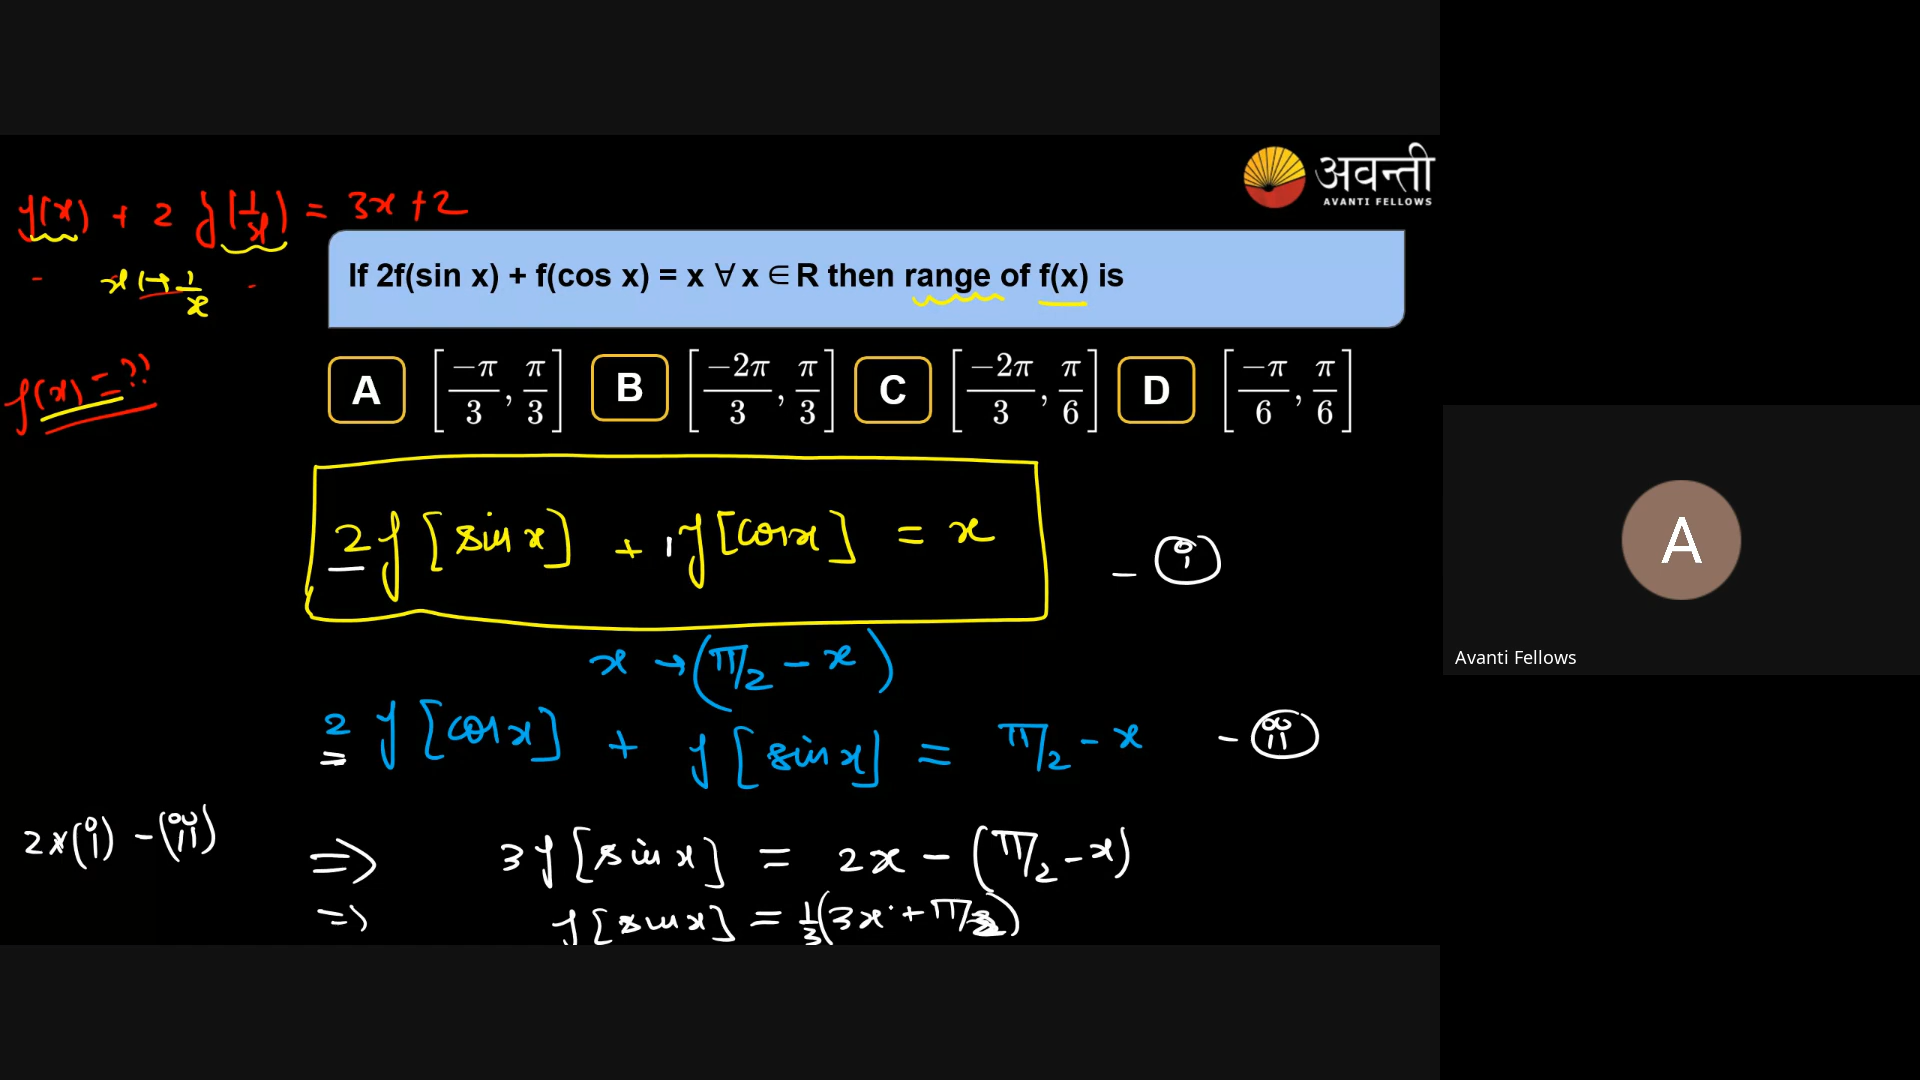 अवन्ती
AVANTI FELLOWS
f(x) + 2 f(1/x) = 3x + 2
x → 1/x
f(x) = ??
If 2f(sin x) + f(cos x) = x ∀ x ∈ R then range of f(x) is
A [-π/3, π/3] B [-2π/3, π/3] C [-2π/3, π/6] D [-π/6, π/6]
2f[sin x] + 1f[cos x] = x - (i)
x → (π/2 - x)
2 f[cos x] + f[sin x] = π/2 - x - (ii)
2x(i) - (ii) ⇒ 3f[sin x] = 2x - (π/2 - x)
⇒ f[sin x] = 1/3(3x + π/2)
A
Avanti Fellows